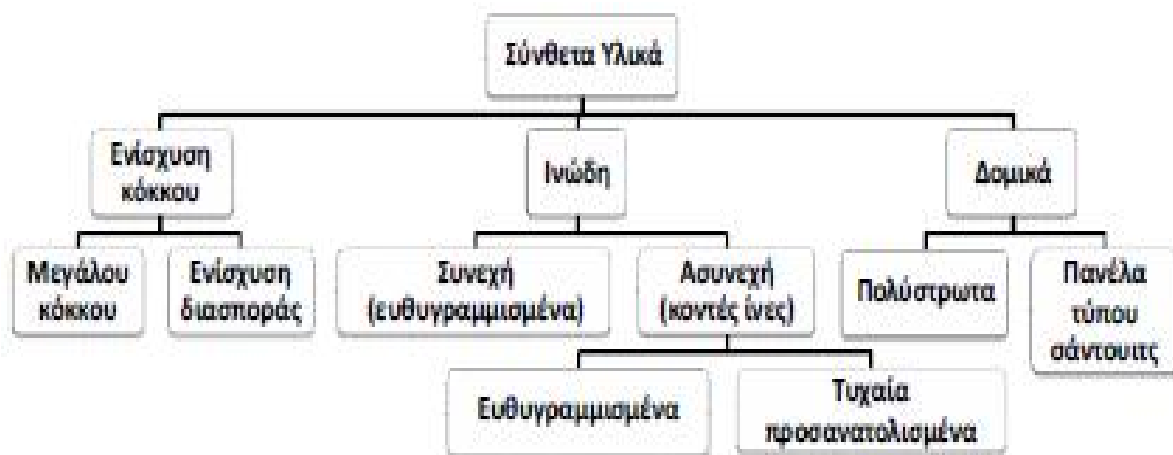 Σύνθετα Υλικά
Ενίσχυση
κόκκου
Ινώδη
Δομικά
Μεγάλου
κόκκου
Ενίσχυση
διασποράς
Συνεχή
(ευθυγραμμισμένα)
Ασυνεχή
(κοντές ίνες)
Πολύστρωτα
Πανέλα
τύπου
σάντουιτς
Ευθυγραμμισμένα
Τυχαία
προσανατολισμένα